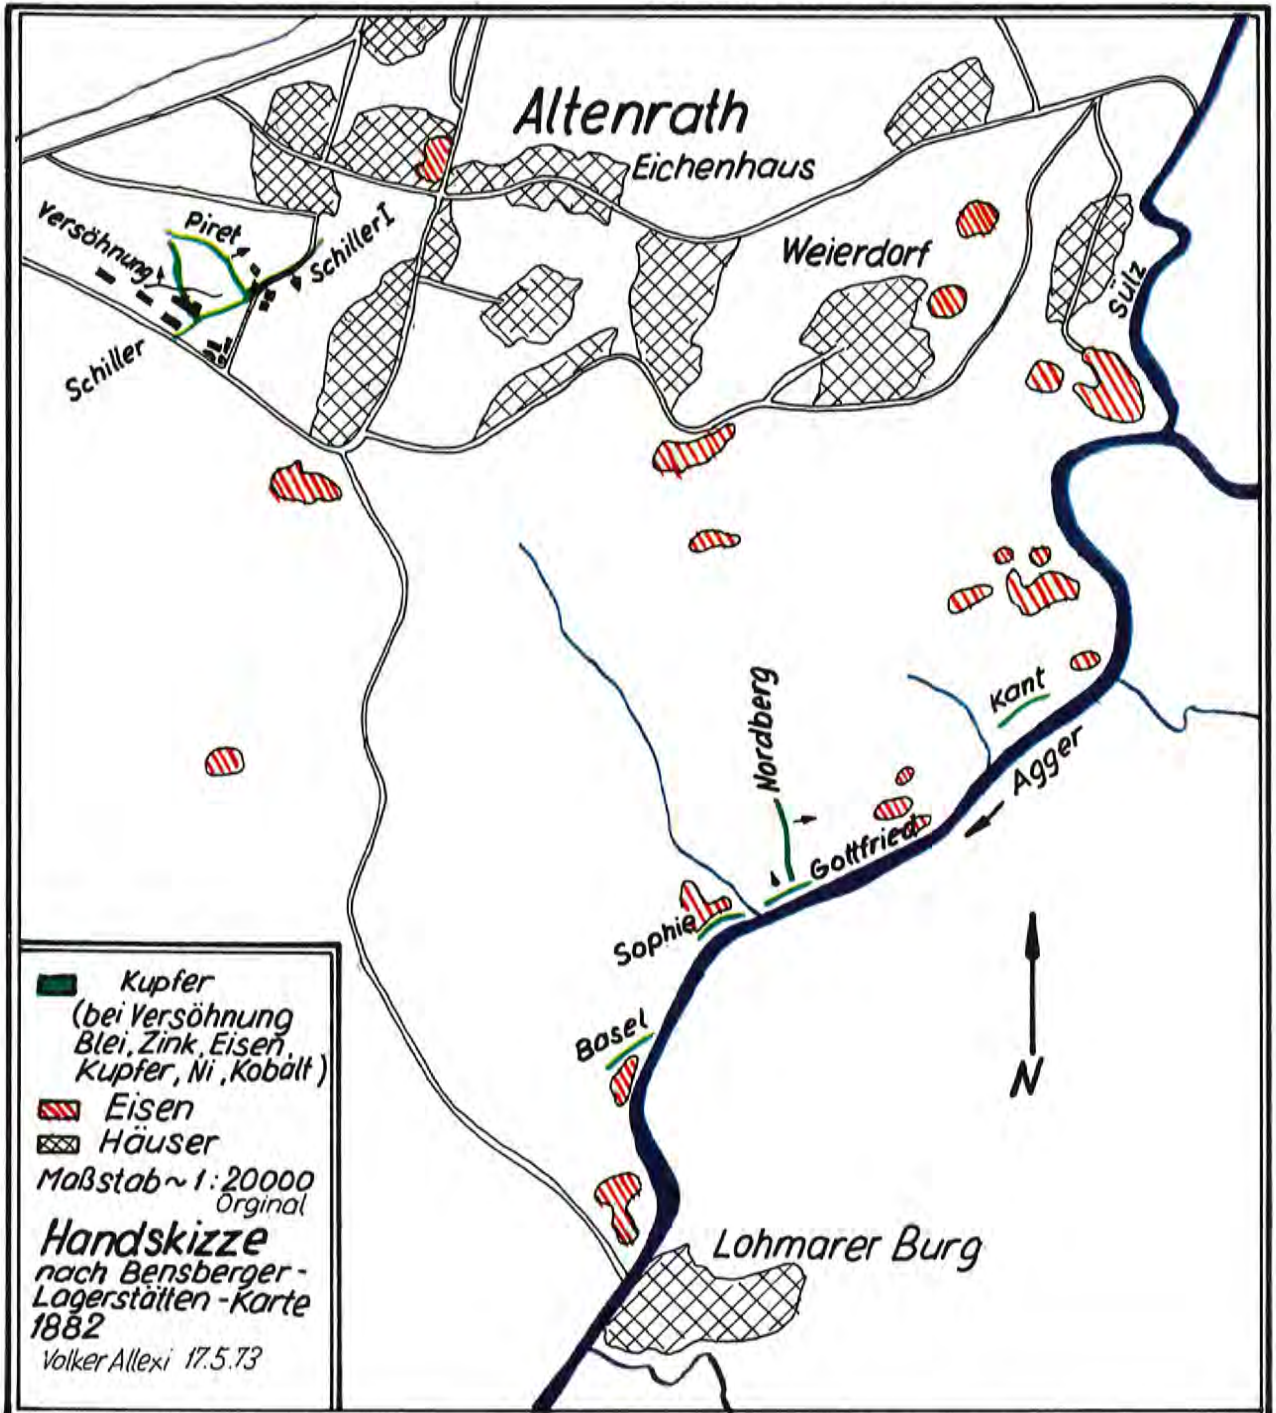 Altenrath
Eichenhaus
Weierdorf
Versöhnung
Piret
Schiller I
Schiller
Sülz
Kant
Agger
Nordberg
Gottfried
Sophie
Basel
N
Lohmarer Burg
Kupfer
(bei Versöhnung
Blei, Zink, Eisen,
Kupfer, Ni, Kobalt)
Eisen
Häuser
Maßstab ~ 1:20000
Orginal
Handskizze
nach Bensberger-
Lagerstätten-Karte
1882
Volker Allexi 17.5.73